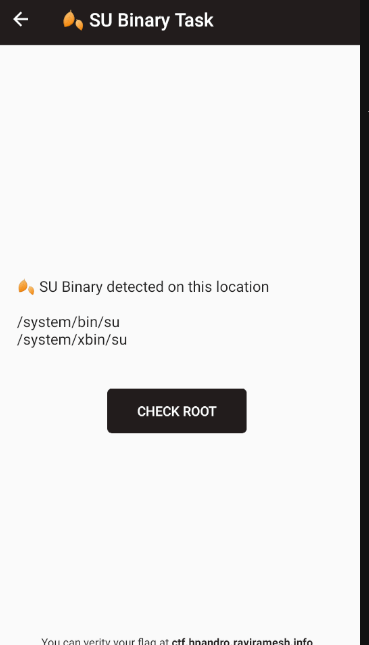 SU Binary Task
SU Binary detected on this location
/system/bin/su
/system/xbin/su
CHECK ROOT
You can verify your flag at ctf.hpandro.raviramesh.info